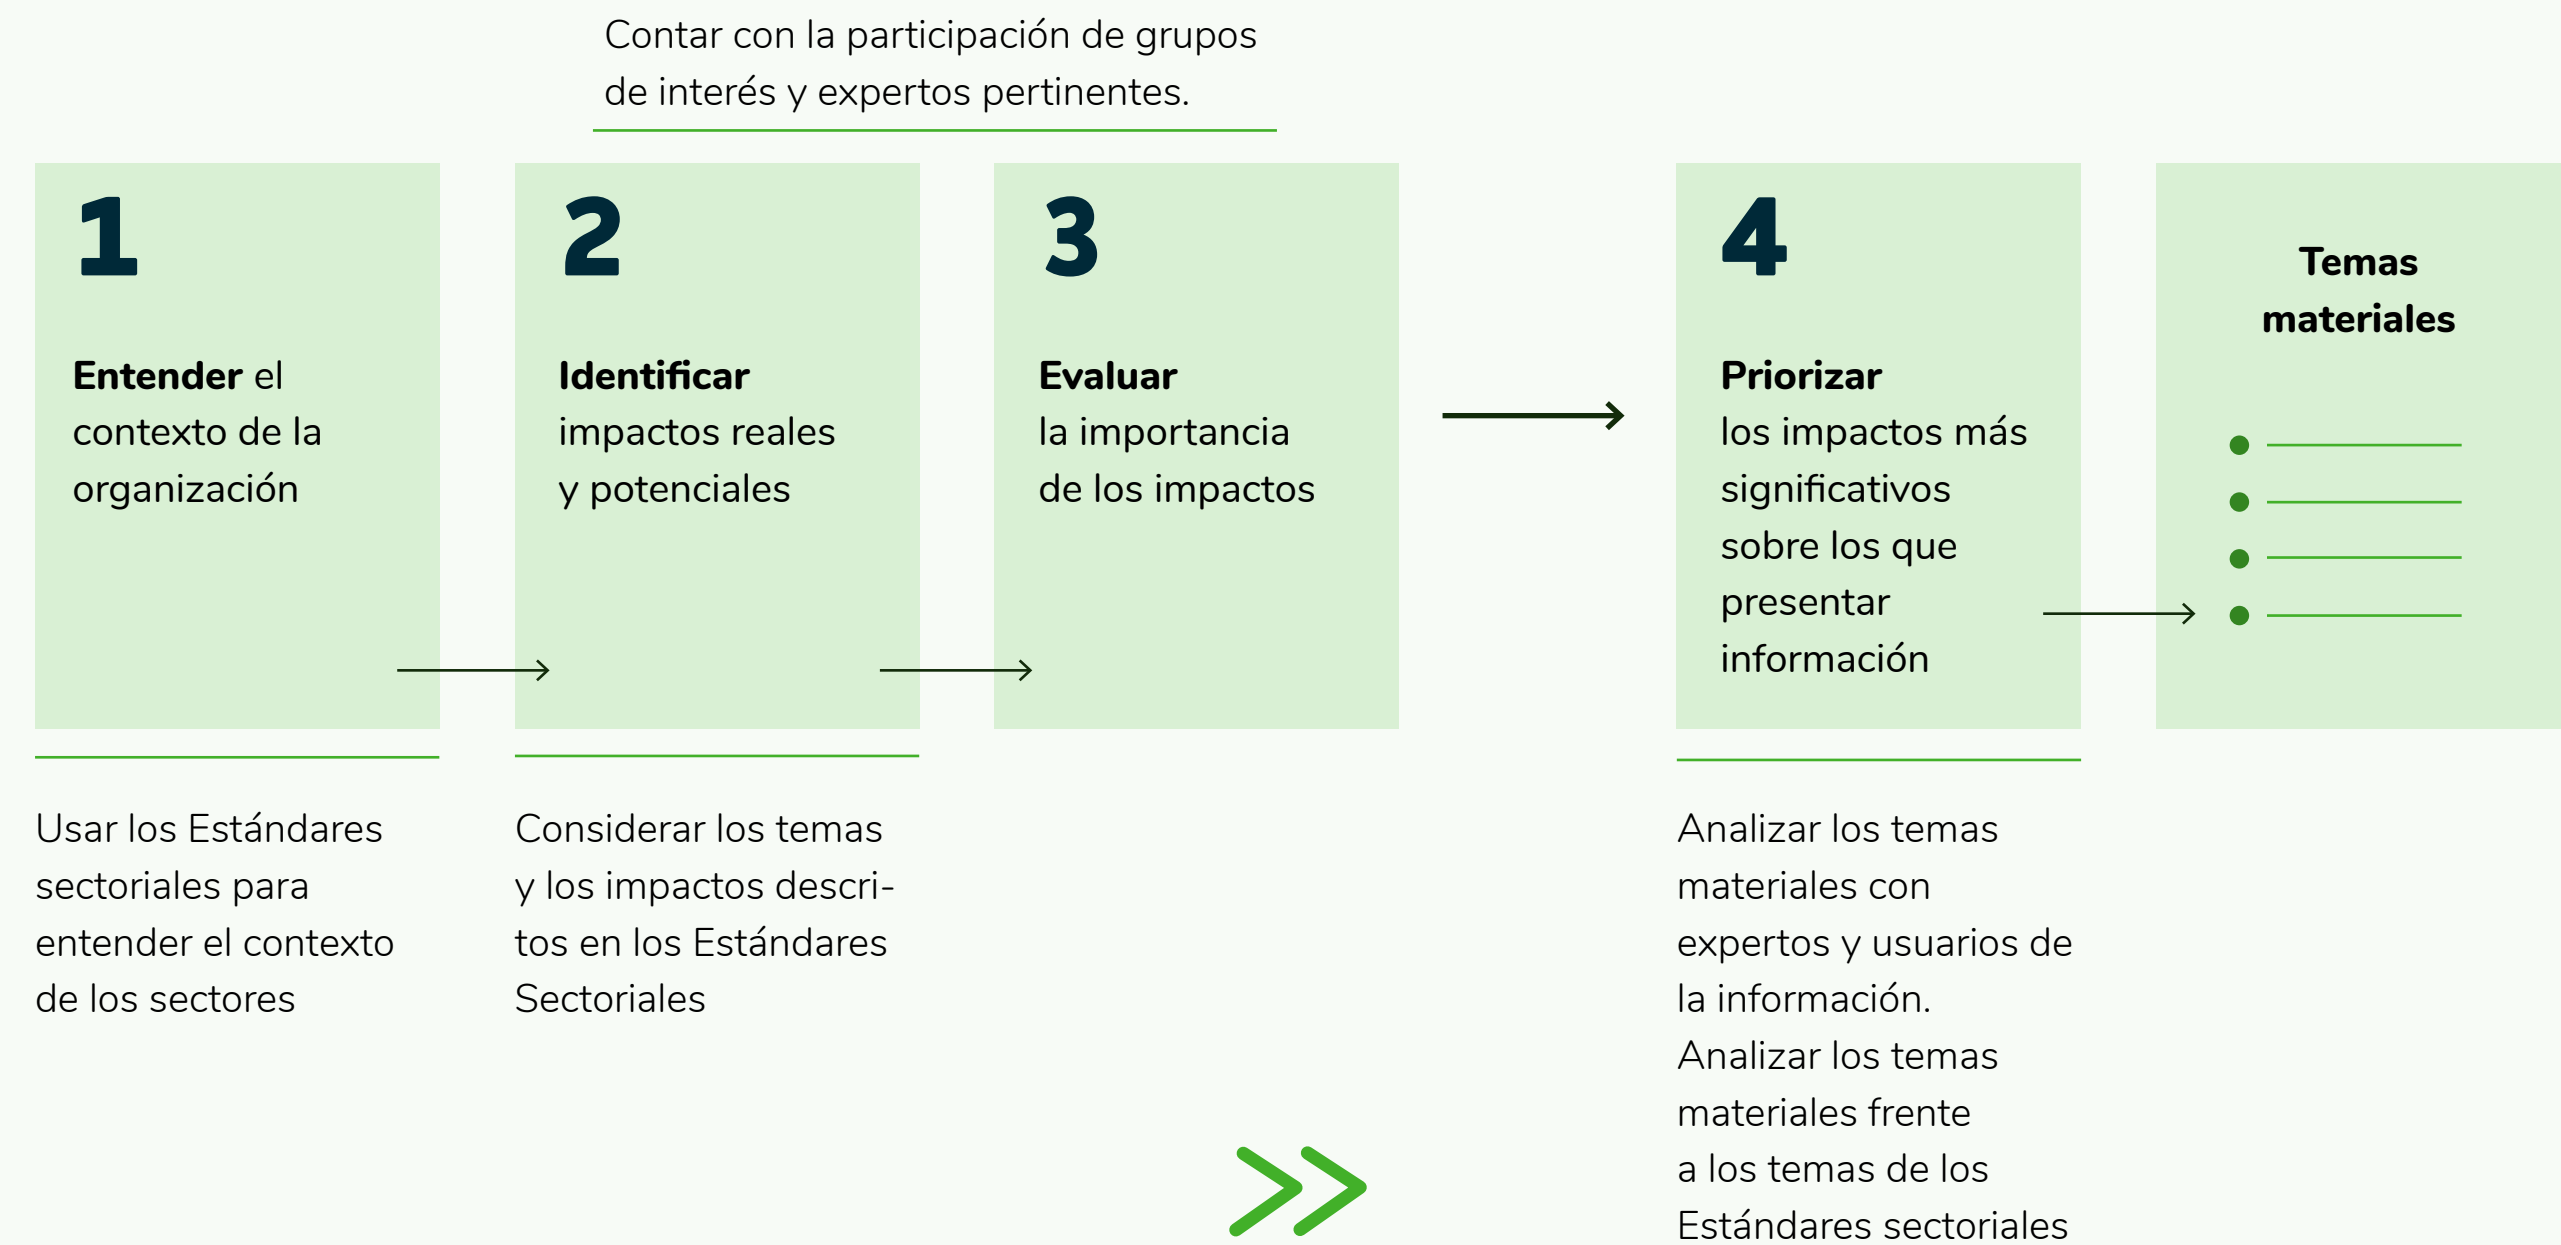 Contar con la participación de grupos
de interés y expertos pertinentes.
1
Entender el
contexto de la
organización
2
Identificar
impactos reales
y potenciales
3
Evaluar
la importancia
de los impactos
4
Priorizar
los impactos más
significativos
sobre los que
presentar
información
Temas
materiales
Usar los Estándares
sectoriales para
entender el contexto
de los sectores
Considerar los temas
y los impactos descri-
tos en los Estándares
Sectoriales
Analizar los temas
materiales con
expertos y usuarios de
la información.
Analizar los temas
materiales frente
a los temas de los
Estándares sectoriales